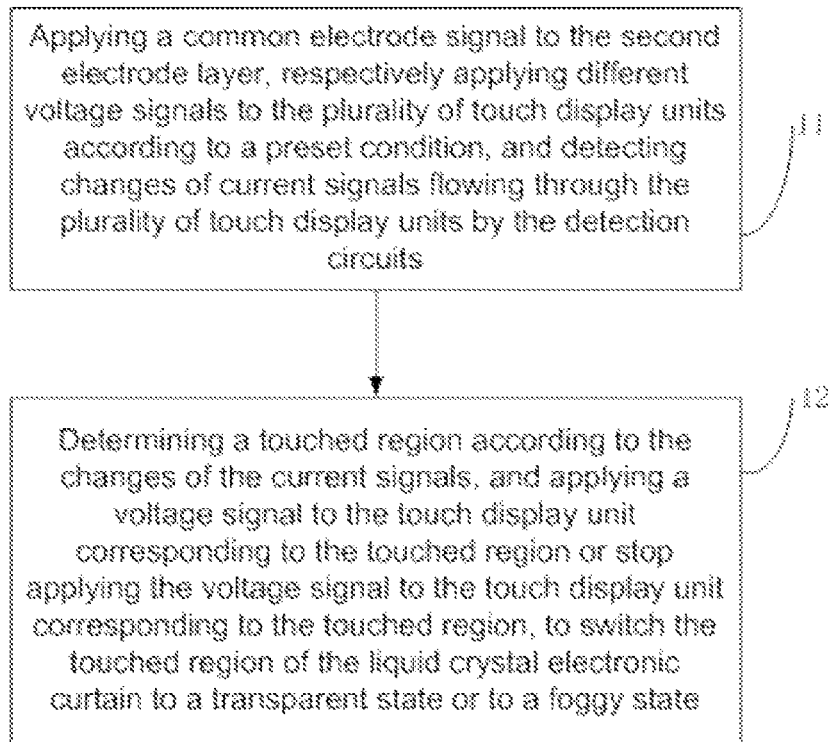 Applying a common electrode signal to the second
electrode layer, respectively applying different
voltage signals to the plurality of touch display units
according to a preset condition, and detecting
changes of current signals flowing through the
plurality of touch display units by the detection
circuits
11
Determining a touched region according to the
changes of the current signals, and applying a
voltage signal to the touch display unit
corresponding to the touched region or stop
applying the voltage signal to the touch display unit
corresponding to the touched region, to switch the
touched region of the liquid crystal electronic
curtain to a transparent state or to a foggy state
12